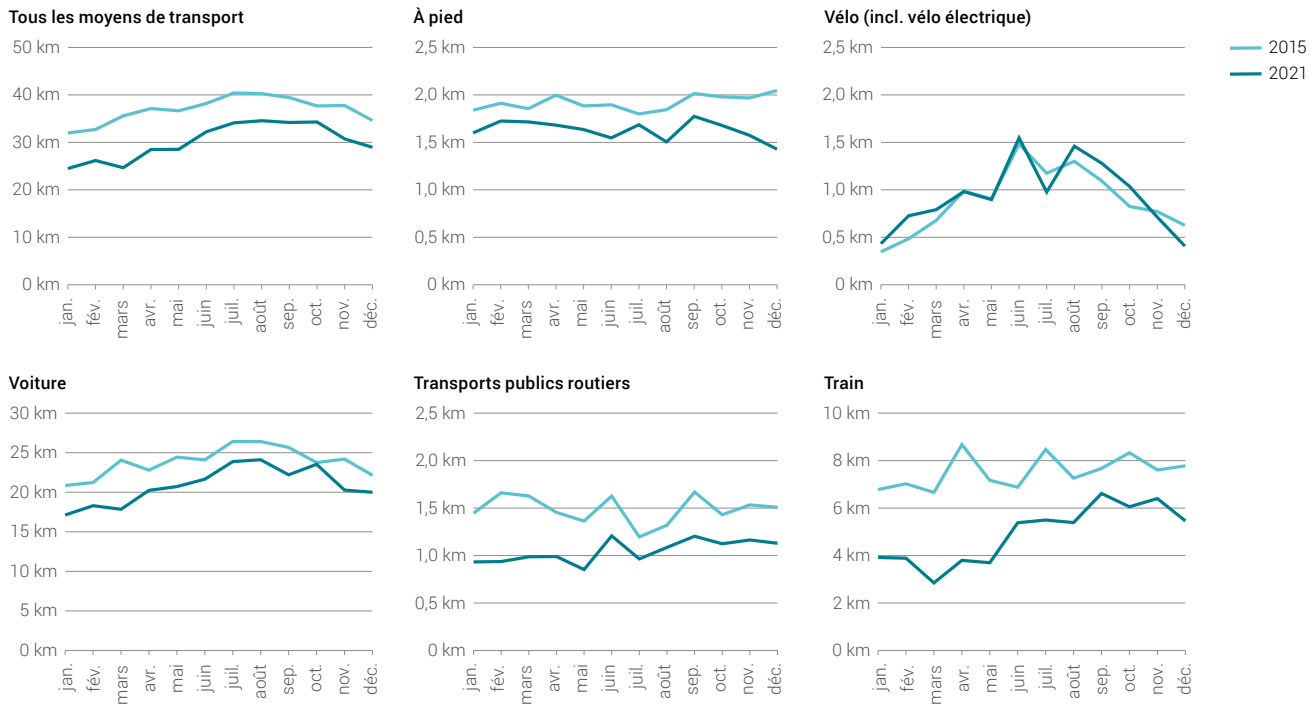 Tous les moyens de transport
50 km
40 km
30 km
20 km
10 km
0 km
jan.
fév.
mars
avr.
mai
juin
juil.
août
sep.
oct.
nov.
déc.
À pied
2,5 km
2,0 km
1,5 km
1,0 km
0,5 km
0 km
jan.
fév.
mars
avr.
mai
juin
juil.
août
sep.
oct.
nov.
déc.
Vélo (incl. vélo électrique)
2,5 km
2,0 km
1,5 km
1,0 km
0,5 km
0 km
jan.
fév.
mars
avr.
mai
juin
juil.
août
sep.
oct.
nov.
déc.
2015
2021
Voiture
30 km
25 km
20 km
15 km
10 km
5 km
0 km
jan.
fév.
mars
avr.
mai
juin
juil.
août
sep.
oct.
nov.
déc.
Transports publics routiers
2,5 km
2,0 km
1,5 km
1,0 km
0,5 km
0 km
jan.
fév.
mars
avr.
mai
juin
juil.
août
sep.
oct.
nov.
déc.
Train
10 km
8 km
6 km
4 km
2 km
0 km
jan.
fév.
mars
avr.
mai
juin
juil.
août
sep.
oct.
nov.
déc.